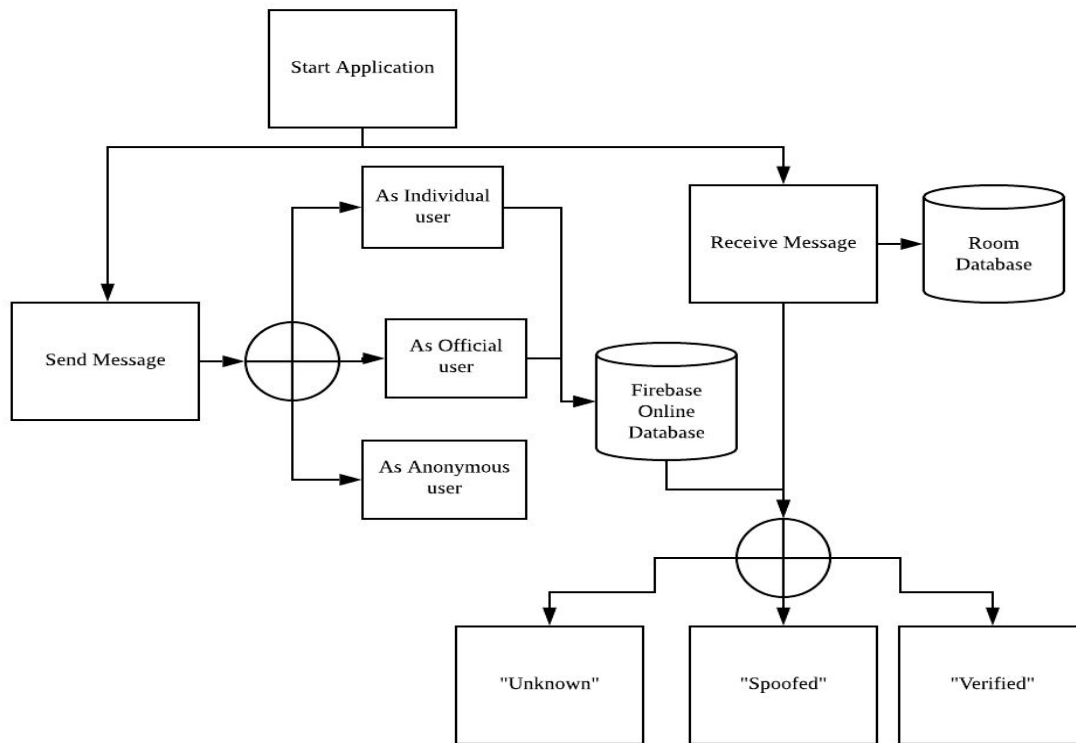 Start Application
As Individual
user
Receive Message
Room
Database
Send Message
As Official
user
Firebase
Online
Database
As Anonymous
user
"Unknown"
"Spoofed"
"Verified"